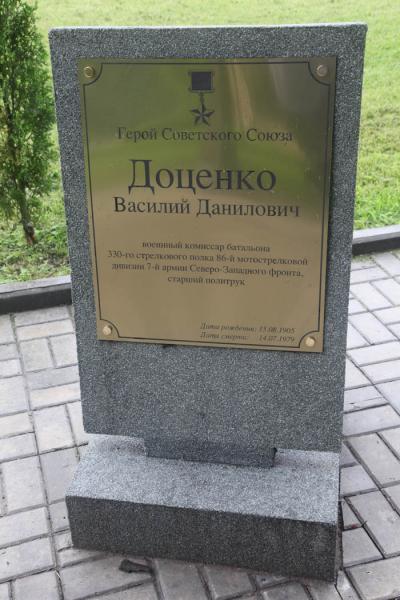 Герой Советского Союза
Доценко
Василий Данилович
военный комиссар батальона
330-го стрелкового полка 86-й мотострелковой
дивизии 7-й армии Северо-Западного фронта,
старший политрук
Дата рождения: 15.08.1905
Дата смерти: 14.07.1979